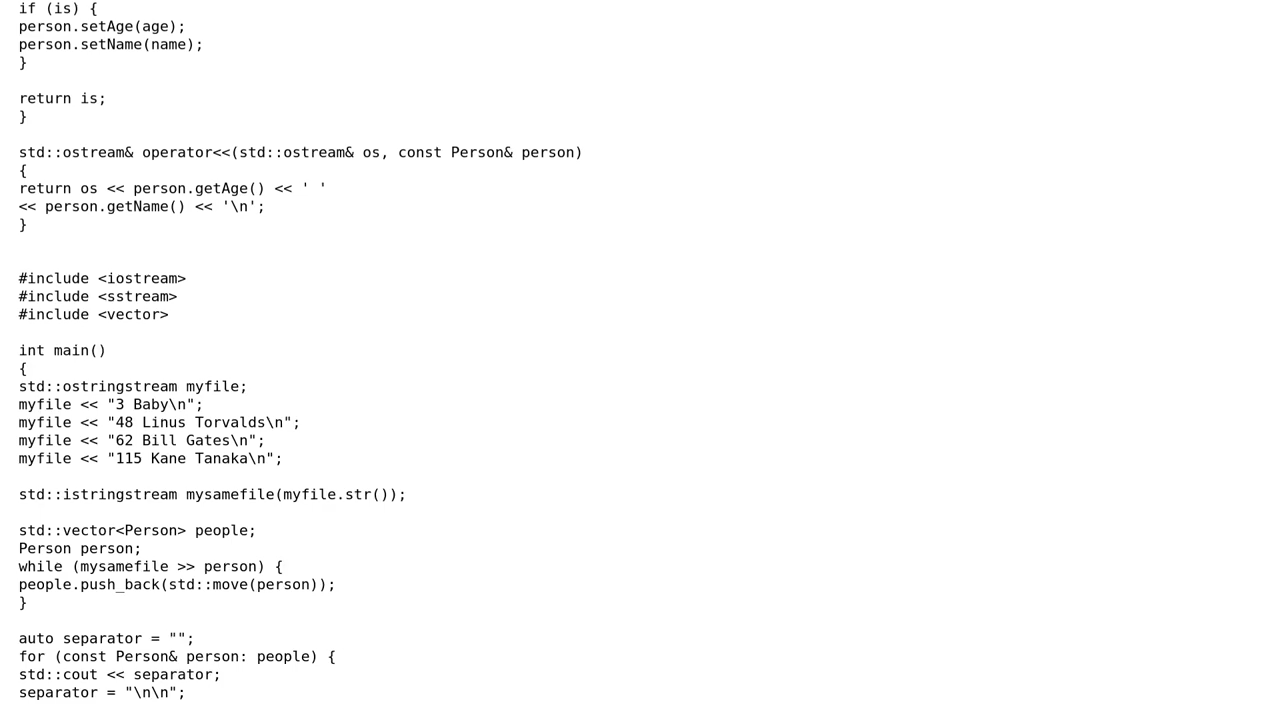 if (is) {
person.setAge(age);
person.setName(name);
}

return is;
}

std::ostream& operator<<(std::ostream& os, const Person& person)
{
return os << person.getAge() << ' '
<< person.getName() << '\n';
}


#include <iostream>
#include <sstream>
#include <vector>

int main()
{
std::ostringstream myfile;
myfile << "3 Baby\n";
myfile << "48 Linus Torvalds\n";
myfile << "62 Bill Gates\n";
myfile << "115 Kane Tanaka\n";

std::istringstream mysamefile(myfile.str());

std::vector<Person> people;
Person person;
while (mysamefile >> person) {
people.push_back(std::move(person));
}

auto separator = "";
for (const Person& person: people) {
std::cout << separator;
separator = "\n\n";